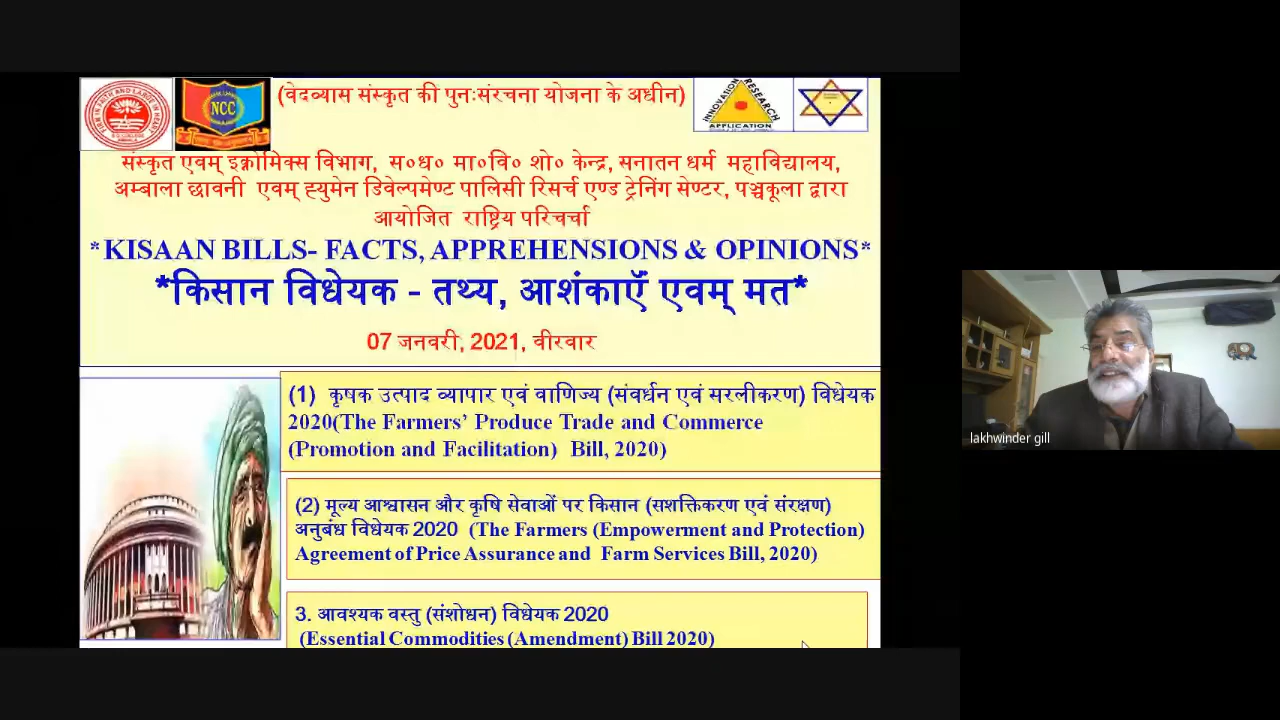 (वेदव्यास संस्कृत की पुनःसंरचना योजना के अधीन)
NCC
INNOVATION RESEARCH
APPLICATION
संस्कृत एवम् इक्नोमिक्स विभाग, स०ध० मा०वि० शो० केन्द्र, सनातन धर्म महाविद्यालय,
अम्बाला छावनी एवम् ह्युमेन डिवेल्पमेण्ट पालिसी रिसर्च एण्ड ट्रेनिंग सेण्टर, पञ्चकूला द्वारा
आयोजित राष्ट्रिय परिचर्चा
*KISAAN BILLS- FACTS, APPREHENSIONS & OPINIONS*
*किसान विधेयक - तथ्य, आशंकाऍं एवम् मत*
07 जनवरी, 2021, वीरवार
(1) कृषक उत्पाद व्यापार एवं वाणिज्य (संवर्धन एवं सरलीकरण) विधेयक
2020(The Farmers’ Produce Trade and Commerce
(Promotion and Facilitation) Bill, 2020)
(2) मूल्य आश्वासन और कृषि सेवाओं पर किसान (सशक्तिकरण एवं संरक्षण)
अनुबंध विधेयक 2020 (The Farmers (Empowerment and Protection)
Agreement of Price Assurance and Farm Services Bill, 2020)
3. आवश्यक वस्तु (संशोधन) विधेयक 2020
(Essential Commodities (Amendment) Bill 2020)
lakhwinder gill